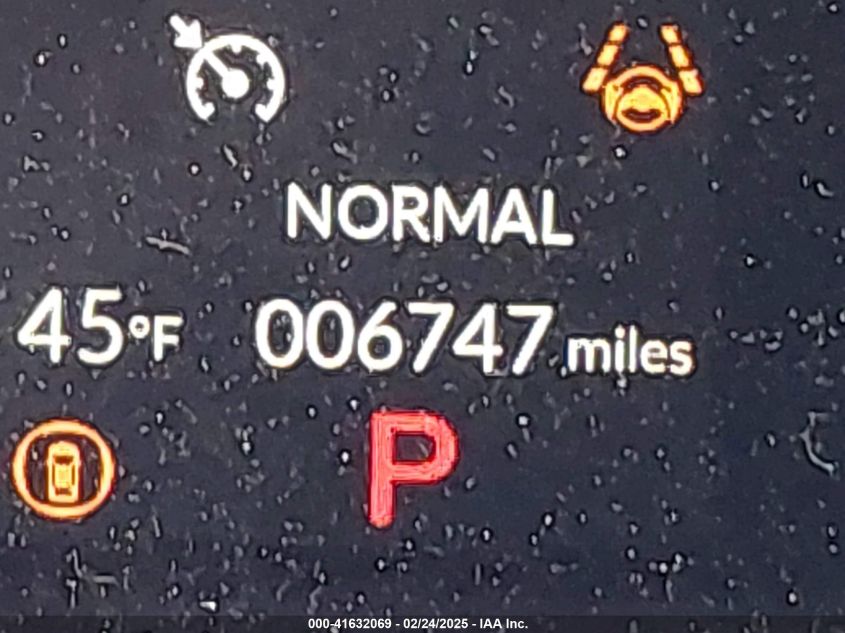 NORMAL
45°F 006747 miles
P
000-41632069 - 02/24/2025 - IAA Inc.